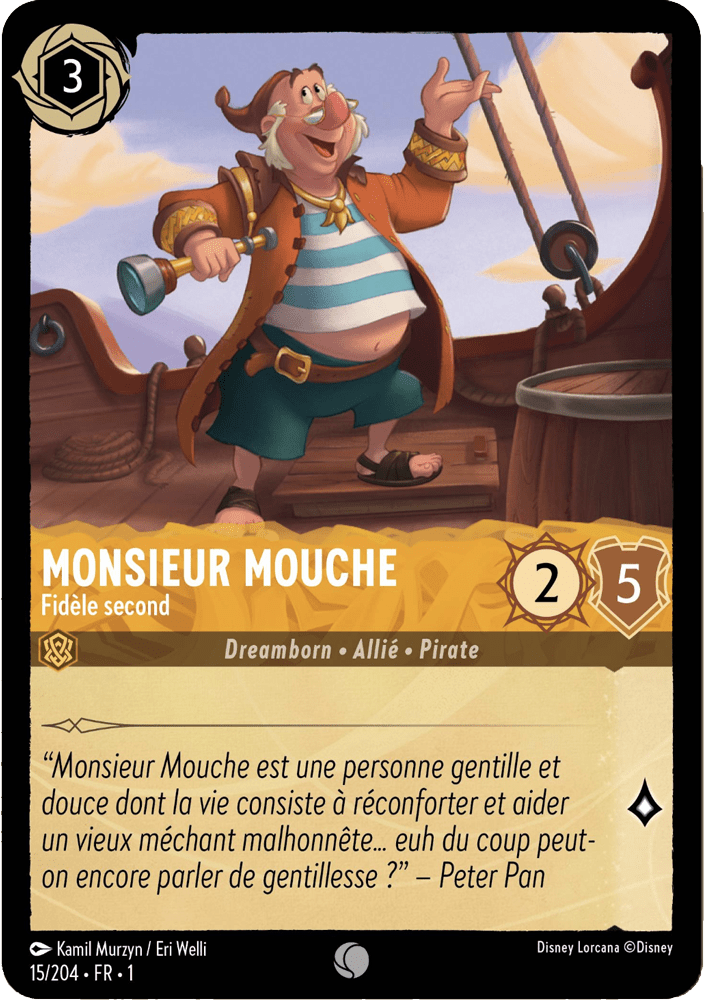 3
MONSIEUR MOUCHE
Fidèle second
2
5
Dreamborn • Allié • Pirate
“Monsieur Mouche est une personne gentille et
douce dont la vie consiste à réconforter et aider
un vieux méchant malhonnête... euh du coup peut-
on encore parler de gentillesse ?” – Peter Pan
Kamil Murzyn / Eri Welli
Disney Lorcana ©Disney
15/204 • FR • 1